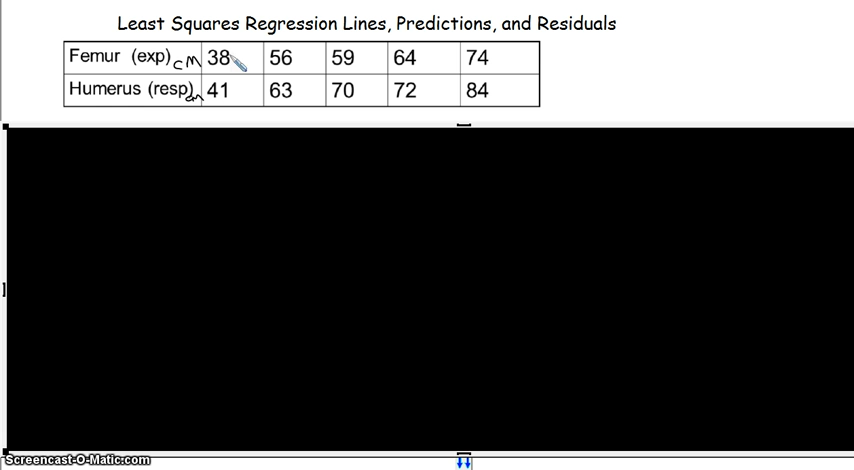 Least Squares Regression Lines, Predictions, and Residuals
Femur (exp) cm 38 56 59 64 74
Humerus (resp) cm 41 63 70 72 84
Screencast-O-Matic.com